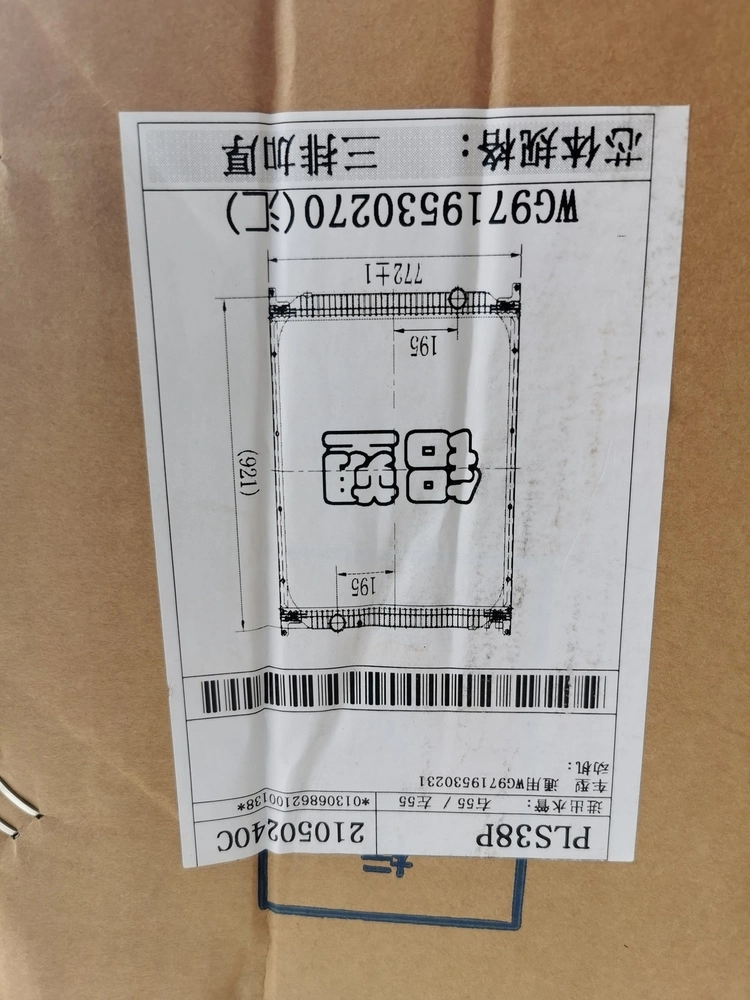 PLS38P 21050240C
进出水管： 右55 / 左55 *01306862100138*
车型 通用WG9719530231
动机：
195
(921)
铝塑
195
772±1
WG9719530270(汇)
芯体规格： 三排加厚